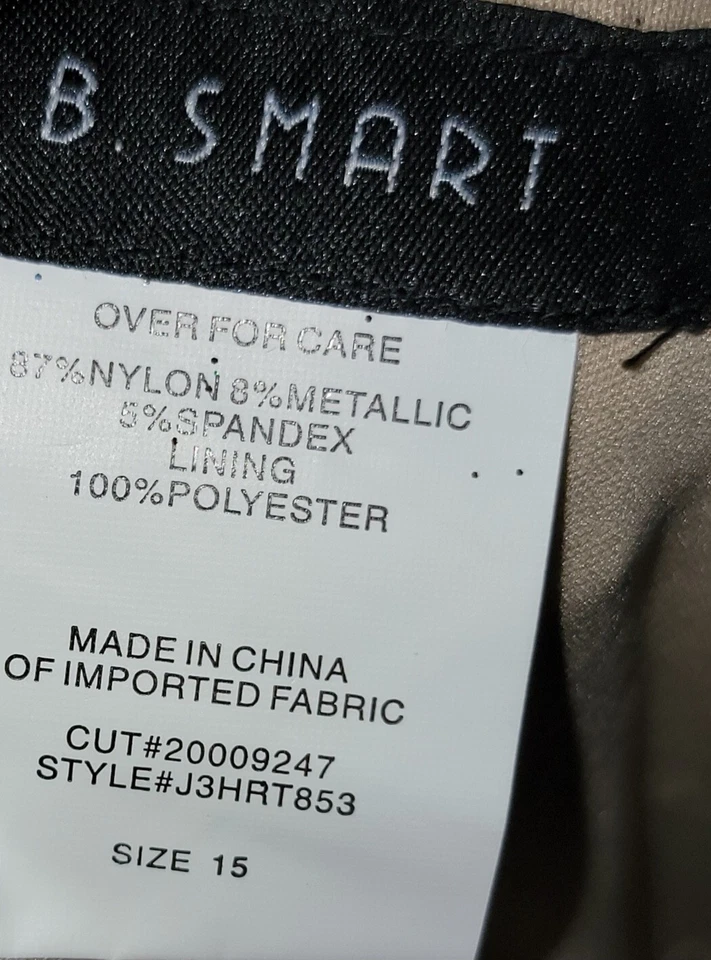 B. SMART
OVER FOR CARE
87%NYLON 8%METALLIC
5%SPANDEX
LINING
100%POLYESTER
MADE IN CHINA
OF IMPORTED FABRIC
CUT#20009247
STYLE#J3HRT853
SIZE 15